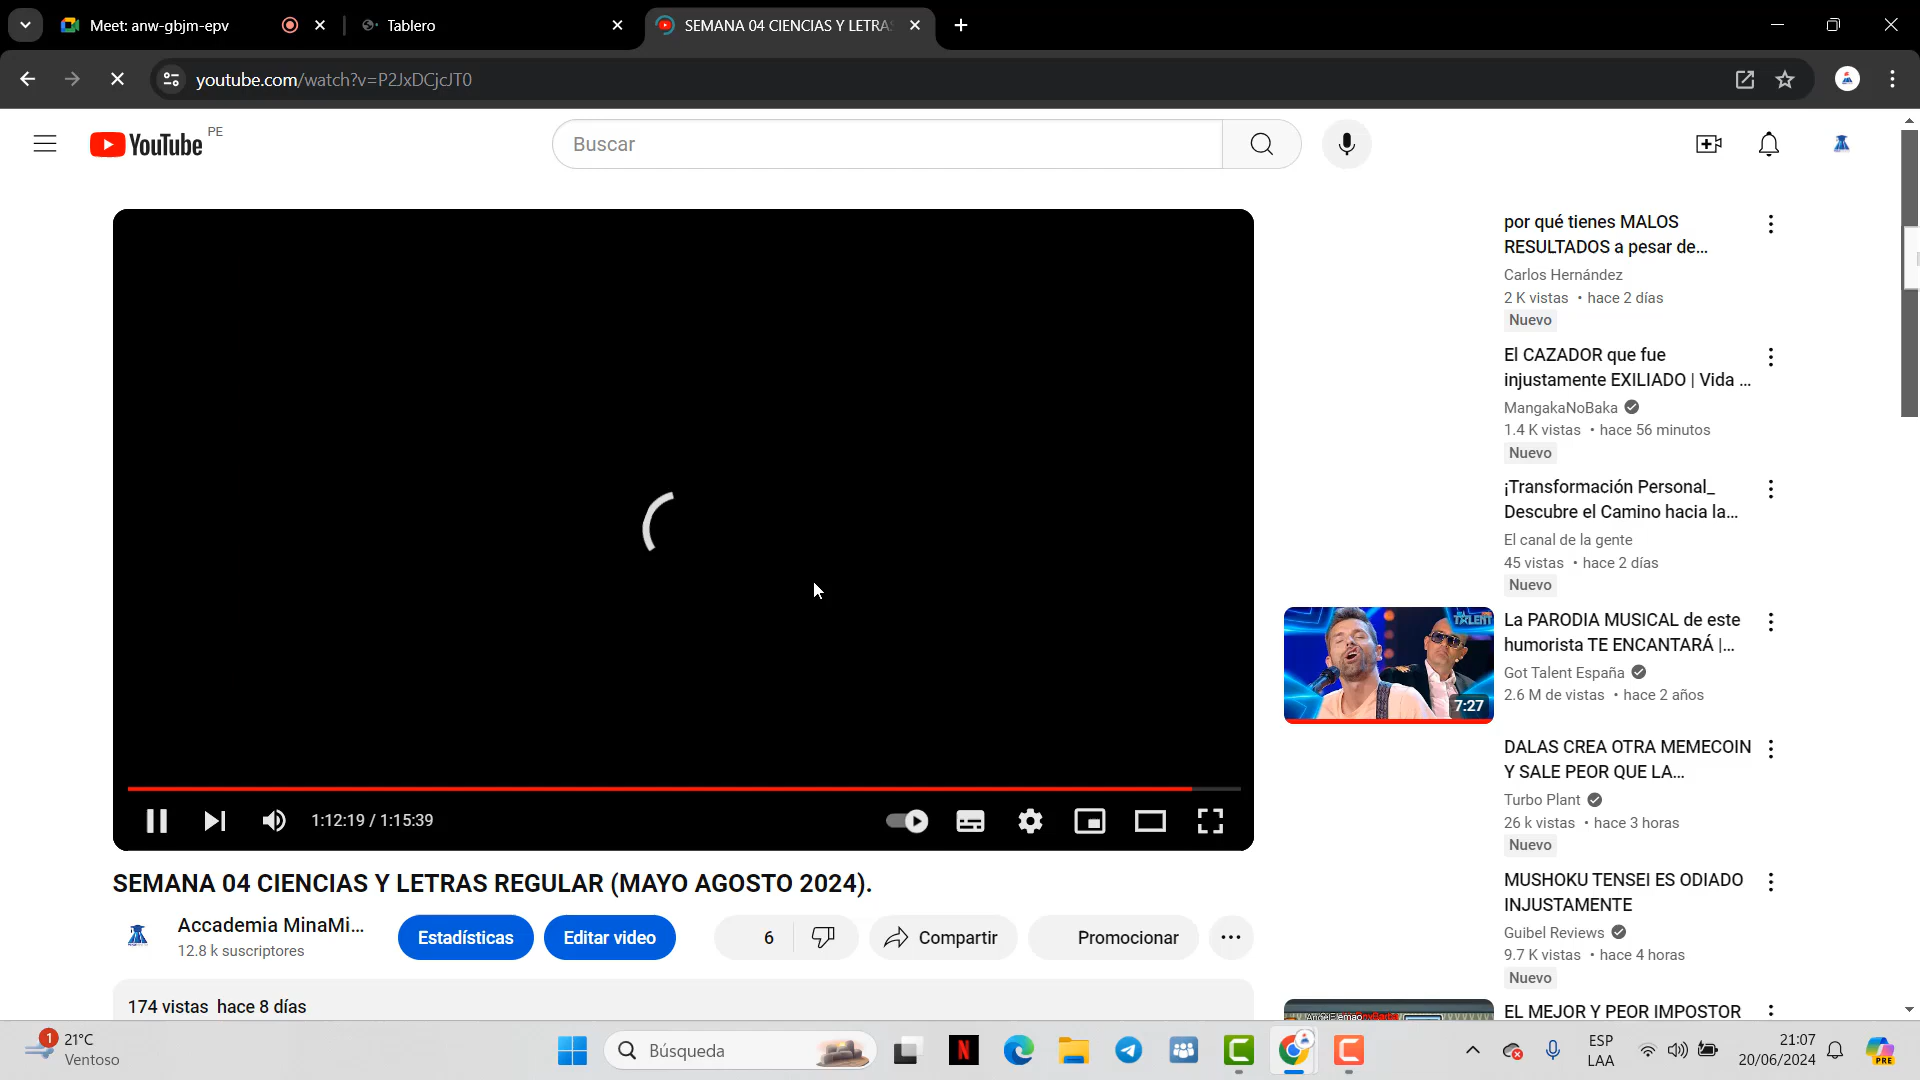 Meet: anw-gbjm-epv
Tablero
SEMANA 04 CIENCIAS Y LETRAS
youtube.com/watch?v=P2JxDCjcJT0
YouTube PE
Buscar
por qué tienes MALOS
RESULTADOS a pesar de...
Carlos Hernández
2 K vistas • hace 2 días
Nuevo
El CAZADOR que fue
injustamente EXILIADO | Vida ...
MangakaNoBaka
1.4 K vistas • hace 56 minutos
Nuevo
¡Transformación Personal_
Descubre el Camino hacia la...
El canal de la gente
45 vistas • hace 2 días
Nuevo
TALENT
7:27
La PARODIA MUSICAL de este
humorista TE ENCANTARÁ |...
Got Talent España
2.6 M de vistas • hace 2 años
DALAS CREA OTRA MEMECOIN
Y SALE PEOR QUE LA...
Turbo Plant
26 k vistas • hace 3 horas
Nuevo
MUSHOKU TENSEI ES ODIADO
INJUSTAMENTE
Guibel Reviews
9.7 K vistas • hace 4 horas
Nuevo
EL MEJOR Y PEOR IMPOSTOR
1:12:19 / 1:15:39
SEMANA 04 CIENCIAS Y LETRAS REGULAR (MAYO AGOSTO 2024).
Accademia MinaMi...
12.8 k suscriptores
Estadísticas
Editar video
6
Compartir
Promocionar
174 vistas hace 8 días
1
21°C
Ventoso
Búsqueda
N
ESP
LAA
21:07
20/06/2024
PRE